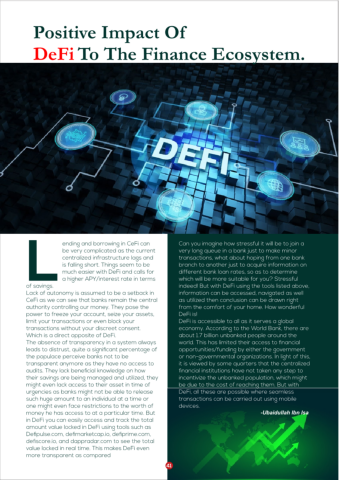 Positive Impact Of
DeFi To The Finance Ecosystem.
DEFI
Lending and borrowing in CeFi can
be very complicated as the current
centralized infrastructure lags and
is falling short. Things seem to be
much easier with DeFi and calls for
a higher APY/interest rate in terms
of savings.
Lack of autonomy is assumed to be a setback in
CeFi as we can see that banks remain the central
authority controlling our money. They pose the
power to freeze your account, seize your assets,
limit your transactions or even block your
transactions without your discreet consent.
Which is a direct opposite of DeFi.
The absence of transparency in a system always
leads to distrust, quite a significant percentage of
the populace perceive banks not to be
transparent anymore as they have no access to
audits. They lack beneficial knowledge on how
their savings are being managed and utilized, they
might even lack access to their asset in time of
urgencies as banks might not be able to release
such huge amount to an individual at a time or
one might even face restrictions to the worth of
money he has access to at a particular time. But
in DeFi you can easily access and track the total
amount value locked in DeFi using tools such as
Defipulse.com, defimarketcap.io, defiprime.com,
defiscore.io, and dappradar.com to see the total
value locked in real time. This makes DeFi even
more transparent as compared
Can you imagine how stressful it will be to join a
very long queue in a bank just to make minor
transactions, what about hoping from one bank
branch to another just to acquire information on
different bank loan rates, so as to determine
which will be more suitable for you? Stressful
indeed! But with DeFi using the tools listed above,
information can be accessed, navigated as well
as utilized then conclusion can be drawn right
from the comfort of your home. How wonderful
DeFi is!
DeFi is accessible to all as it serves a global
economy. According to the World Bank, there are
about 1.7 billion unbanked people around the
world. This has limited their access to financial
opportunities/funding by either the government
or non-governmental organizations. In light of this,
it is viewed by some quarters that the centralised
financial institutions have not taken any step to
incentivize the unbanked population, which might
be due to the cost of reaching them. But with
DeFi, all these are possible where seamless
transactions can be carried out using mobile
devices.
-Ubaidullah Ibn Isa